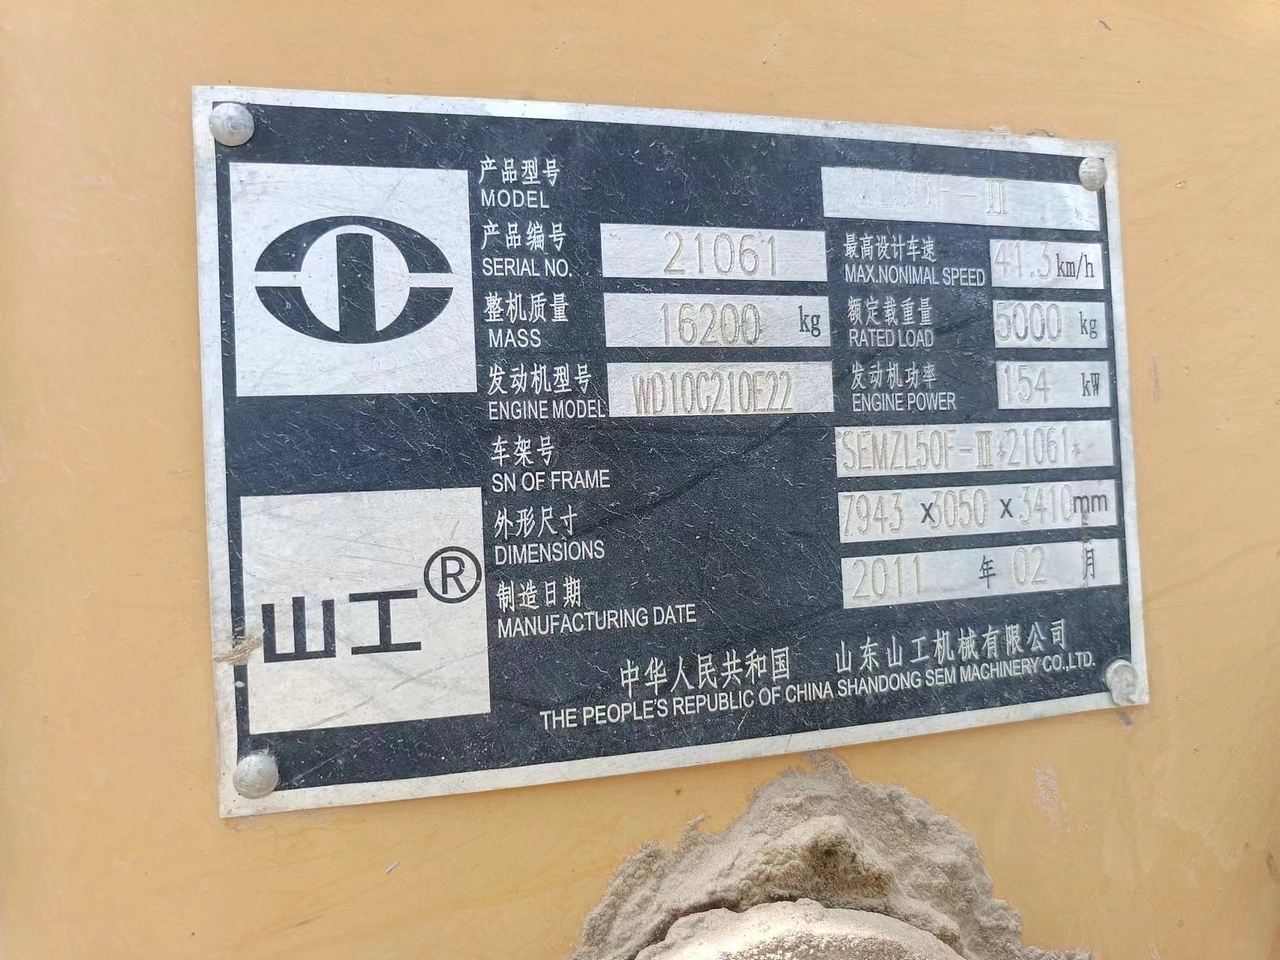 产品型号
MODEL ZL50F-III
产品编号
SERIAL NO. 21061
最高设计车速
MAX.NONIMAL SPEED 41.3 km/h
整机质量
MASS 16200 kg
额定载重量
RATED LOAD 5000 kg
发动机型号
ENGINE MODEL WD10G210E22
发动机功率
ENGINE POWER 154 kW
车架号
SN OF FRAME SEMZL50F-III*21061*
外形尺寸
DIMENSIONS 7943 x 3050 x 3410 mm
制造日期
MANUFACTURING DATE 2011 年 02 月
山工®
中华人民共和国 山东山工机械有限公司
THE PEOPLE'S REPUBLIC OF CHINA SHANDONG SEM MACHINERY CO.,LTD.